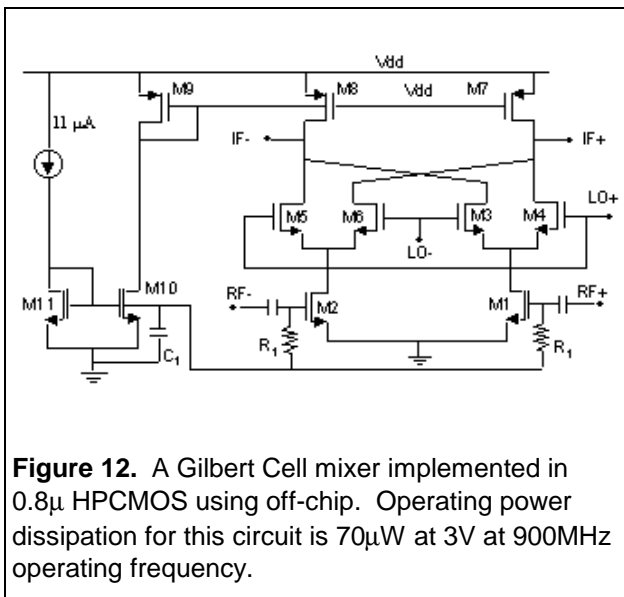 Vdd
M9
M8
Vdd
M7
11 μA
IF-
IF+
M5
M6
M3
M4
LO+
LO-
M11
M10
RF-
M2
M1
RF+
C1
R1
R1
Figure 12. A Gilbert Cell mixer implemented in
0.8μ HPCMOS using off-chip. Operating power
dissipation for this circuit is 70μW at 3V at 900MHz
operating frequency.